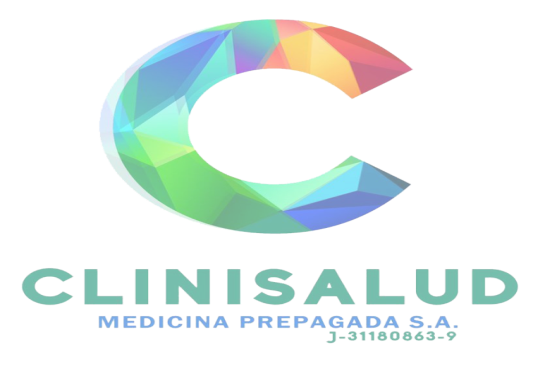 CLINISALUD
MEDICINA PREPAGADA S.A.
J-31180863-9